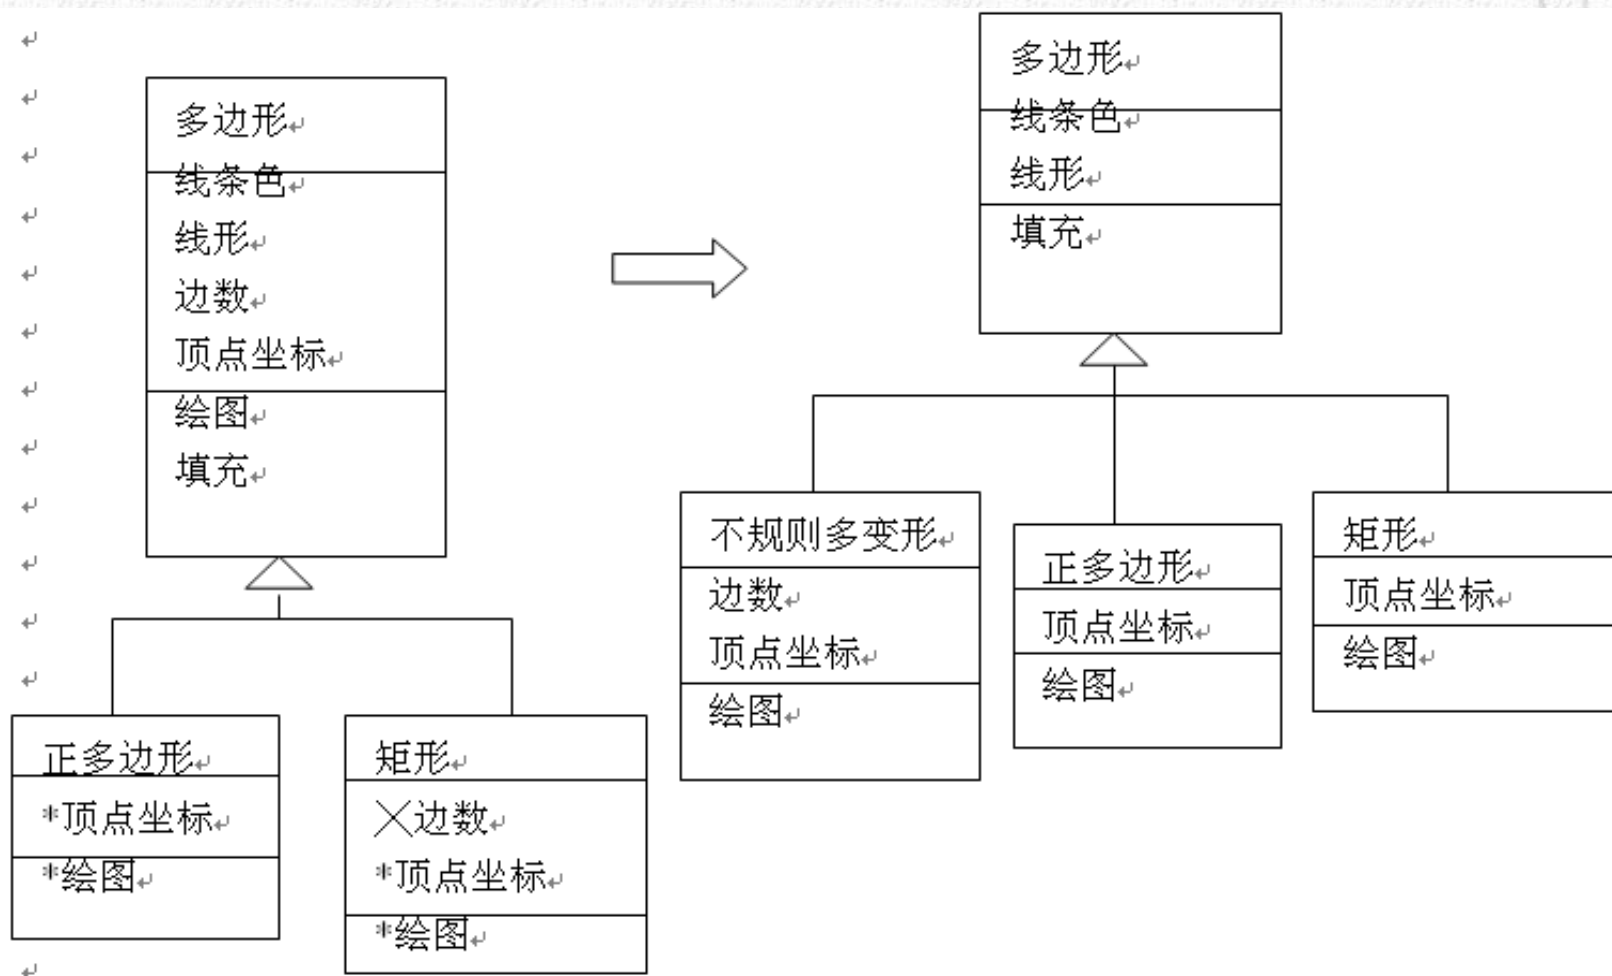 多边形
线条色
线形
边数
顶点坐标
绘图
填充
正多边形
*顶点坐标
*绘图
矩形
╳边数
*顶点坐标
*绘图
多边形
线条色
线形
填充
不规则多变形
边数
顶点坐标
绘图
正多边形
顶点坐标
绘图
矩形
顶点坐标
绘图